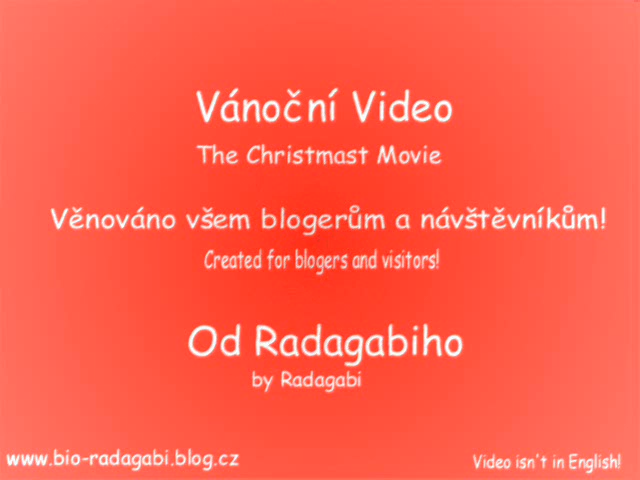 Vánoční Video
The Christmast Movie
Věnováno všem blogerům a návštěvníkům!
Created for blogers and visitors!
Od Radagabiho
by Radagabi
www.bio-radagabi.blog.cz
Video isn't in English!